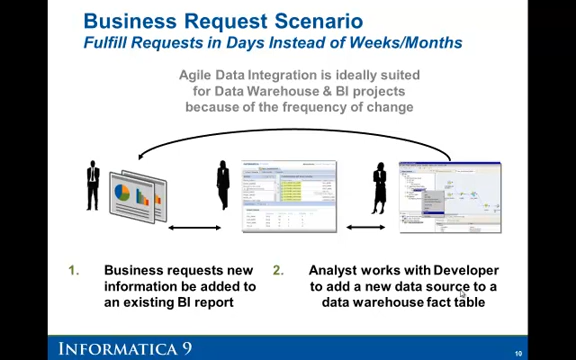 Business Request Scenario
Fulfill Requests in Days Instead of Weeks/Months
Agile Data Integration is ideally suited
for Data Warehouse & BI projects
because of the frequency of change
1. Business requests new
information be added to
an existing BI report
2. Analyst works with Developer
to add a new data source to a
data warehouse fact table
INFORMATICA 9